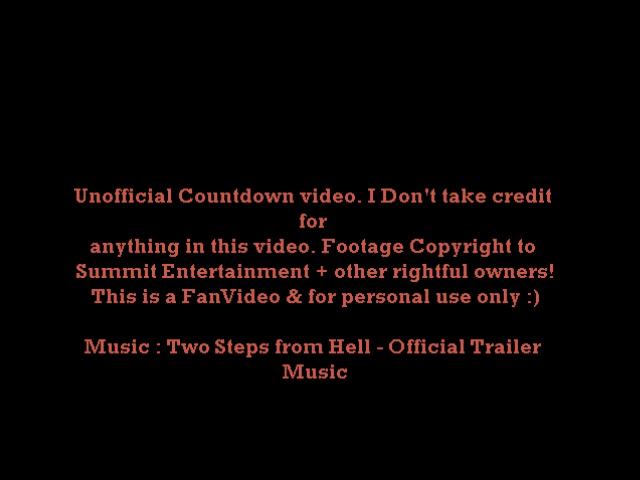 Unofficial Countdown video. I Don't take credit
for
anything in this video. Footage Copyright to
Summit Entertainment + other rightful owners!
This is a FanVideo & for personal use only :)
Music : Two Steps from Hell - Official Trailer
Music